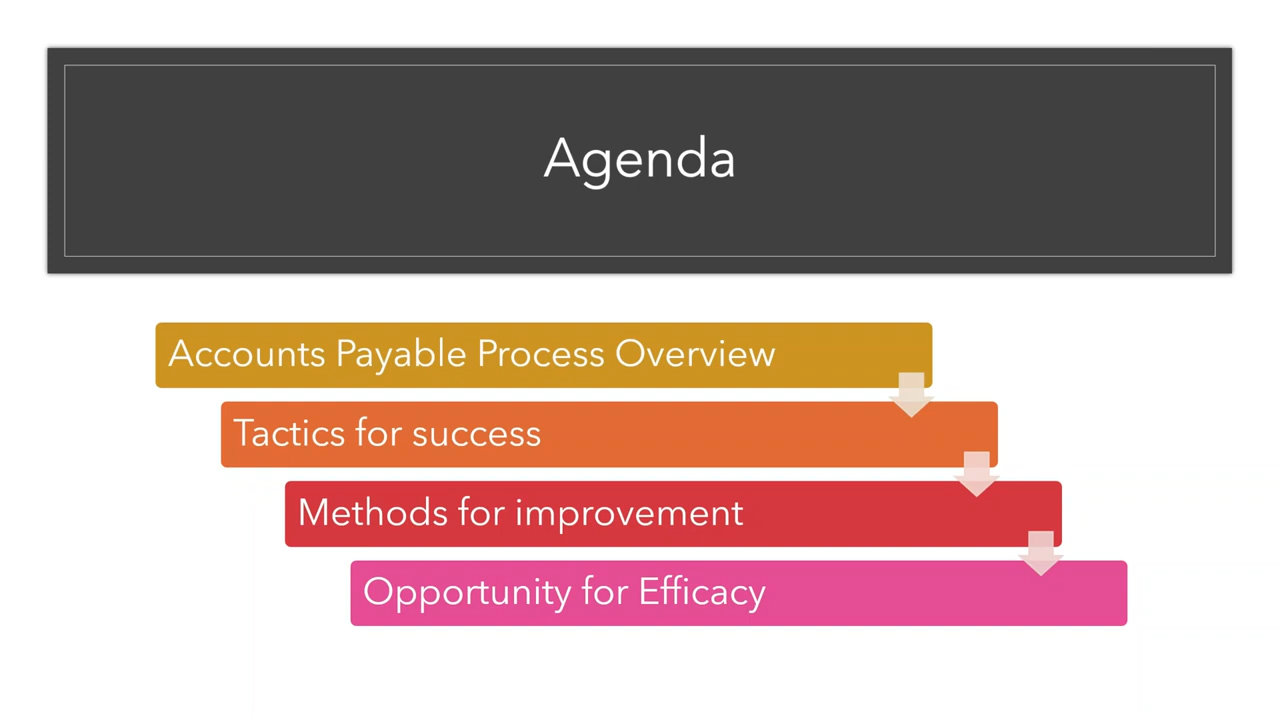 Agenda
Accounts Payable Process Overview
Tactics for success
Methods for improvement
Opportunity for Efficacy